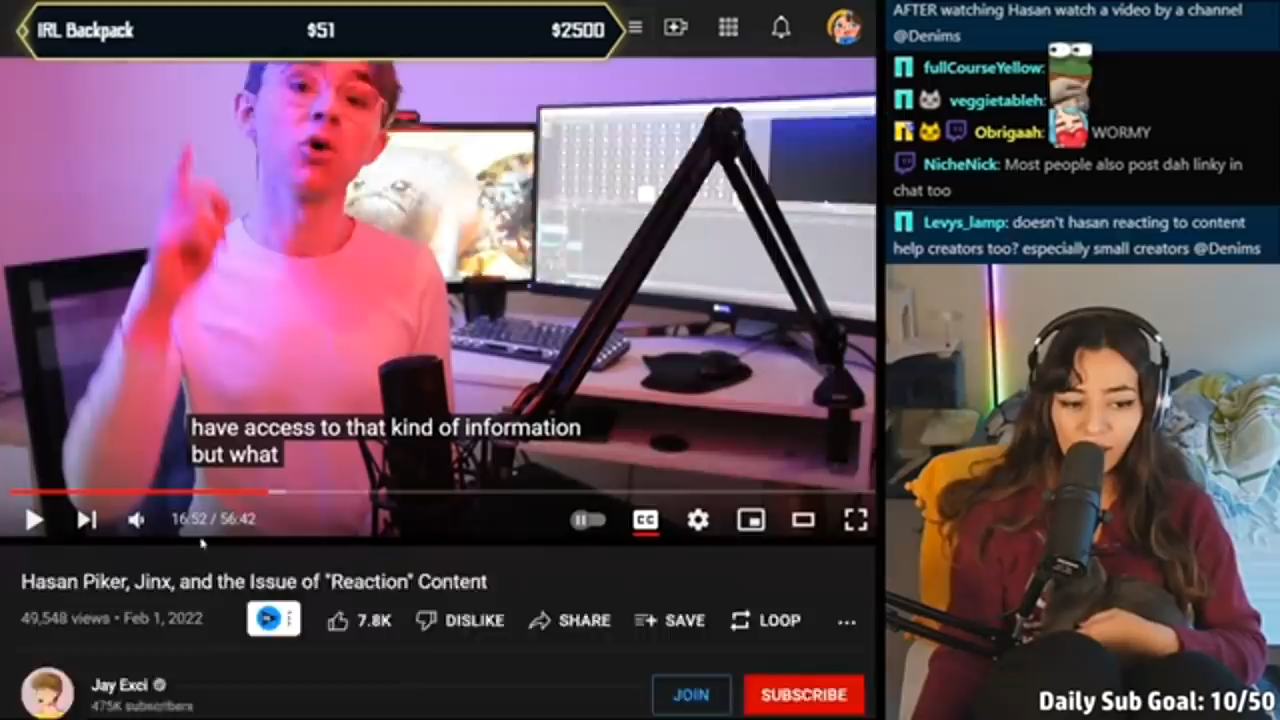 IRL Backpack $51 $2500
have access to that kind of information
but what
16:52 / 56:42
CC
Hasan Piker, Jinx, and the Issue of "Reaction" Content
49,548 views • Feb 1, 2022
7.8K DISLIKE SHARE SAVE LOOP ...
Jay Exci
475K subscribers
JOIN SUBSCRIBE
AFTER watching Hasan watch a video by a channel
@Denims
fullCourseYellow:
veggietableh:
Obrigaah: WORMY
NicheNick: Most people also post dah linky in
chat too
Levys_lamp: doesn't hasan reacting to content
help creators too? especially small creators @Denims
Daily Sub Goal: 10/50